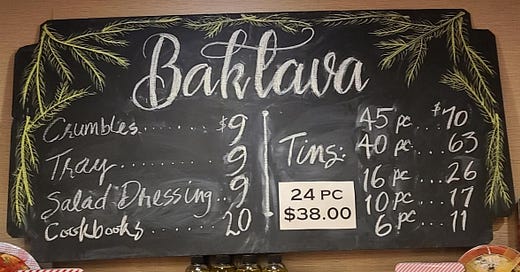 Baklava
Crumbles........ $9
Tray........ 9
Salad Dressing.. 9
Cookbooks....... 20
Tins:
45 pc... $70
40 pc... 63
24 PC
$38.00
16 pc... 26
10 pc... 17
6 pc... 11